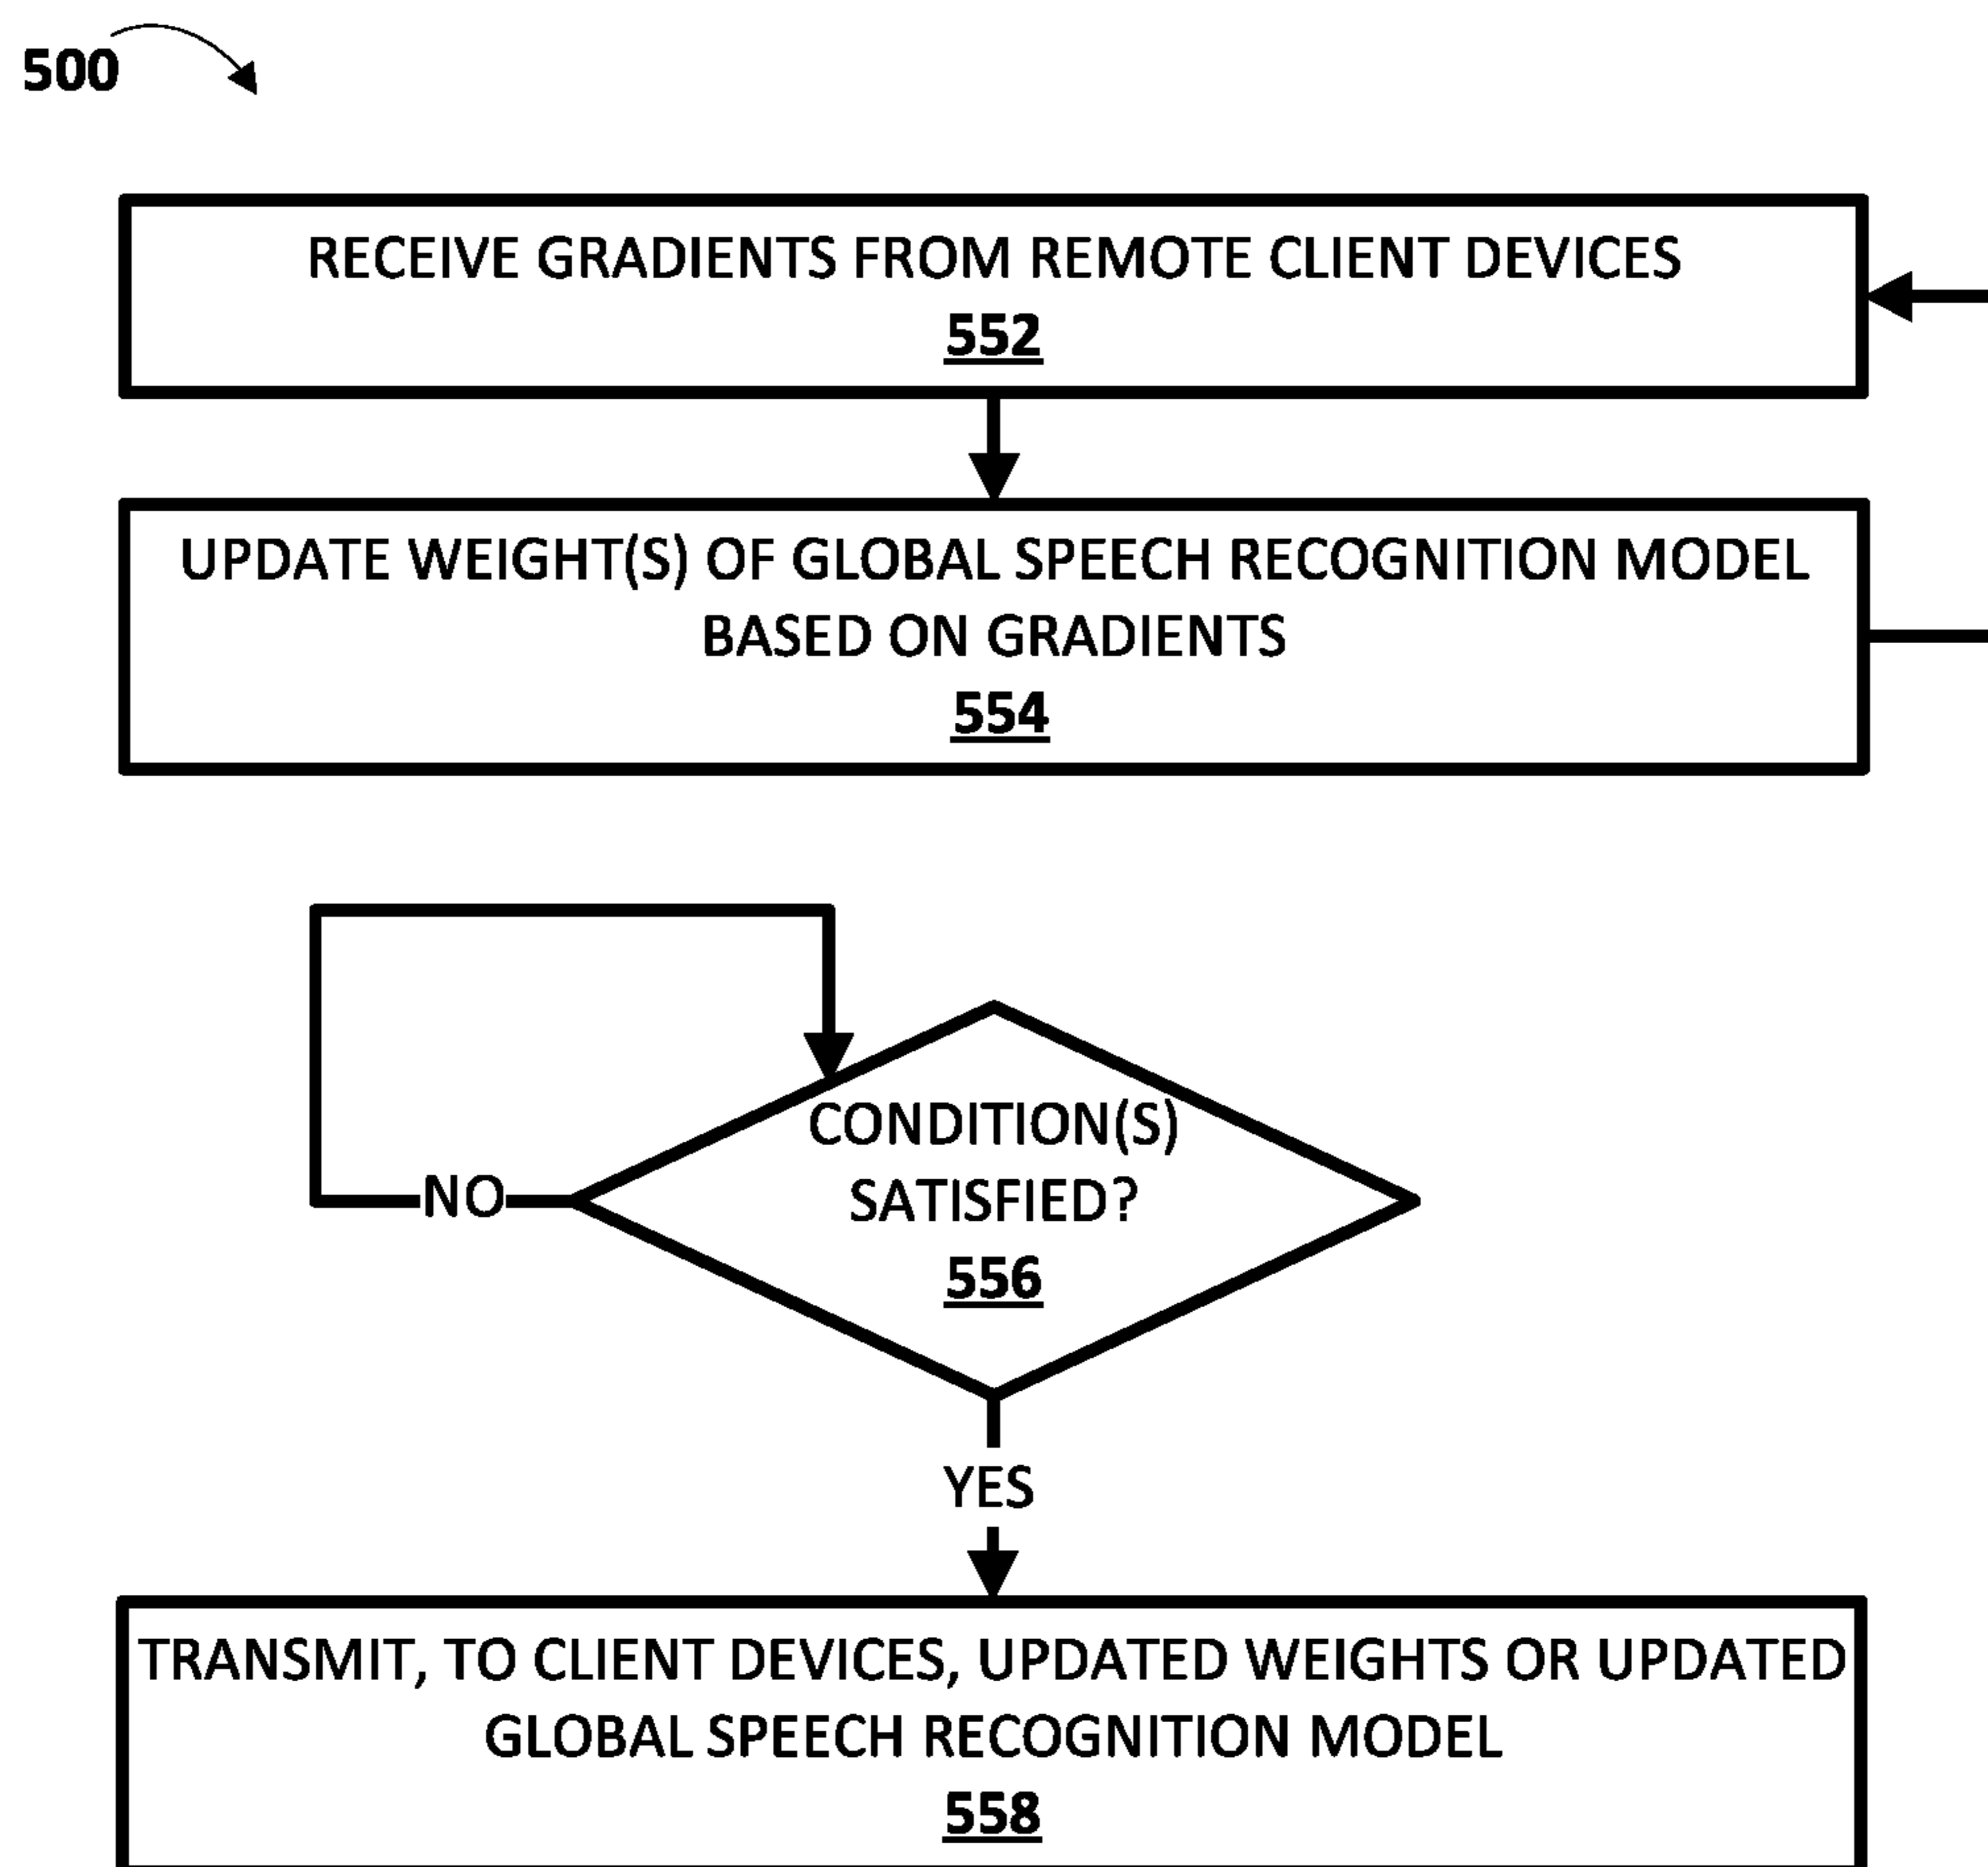 500
RECEIVE GRADIENTS FROM REMOTE CLIENT DEVICES
552
UPDATE WEIGHT(S) OF GLOBAL SPEECH RECOGNITION MODEL
BASED ON GRADIENTS
554
CONDITION(S)
SATISFIED?
556
NO
YES
TRANSMIT, TO CLIENT DEVICES, UPDATED WEIGHTS OR UPDATED
GLOBAL SPEECH RECOGNITION MODEL
558